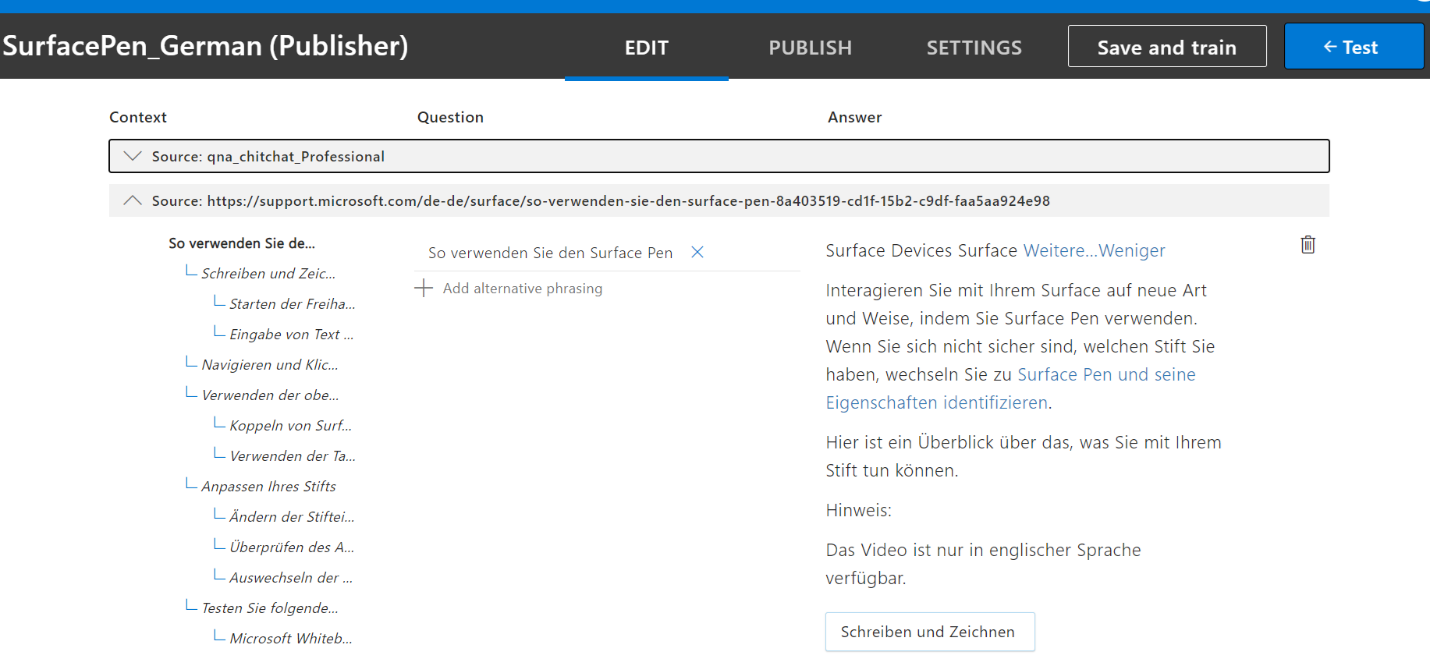 SurfacePen_German (Publisher)
EDIT
PUBLISH
SETTINGS
Save and train
← Test
Context
Question
Answer
Source: qna_chitchat_Professional
Source: https://support.microsoft.com/de-de/surface/so-verwenden-sie-den-surface-pen-8a403519-cd1f-15b2-c9df-faa5aa924e98
So verwenden Sie de...
Schreiben und Zeic...
Starten der Freiha...
Eingabe von Text ...
Navigieren und Klic...
Verwenden der obe...
Koppeln von Surf...
Verwenden der Ta...
Anpassen Ihres Stifts
Ändern der Stiftei...
Überprüfen des A...
Auswechseln der ...
Testen Sie folgende...
Microsoft Whiteb...
So verwenden Sie den Surface Pen
Add alternative phrasing
Surface Devices Surface Weitere...Weniger
Interagieren Sie mit Ihrem Surface auf neue Art
und Weise, indem Sie Surface Pen verwenden.
Wenn Sie sich nicht sicher sind, welchen Stift Sie
haben, wechseln Sie zu Surface Pen und seine
Eigenschaften identifizieren.
Hier ist ein Überblick über das, was Sie mit Ihrem
Stift tun können.
Hinweis:
Das Video ist nur in englischer Sprache
verfügbar.
Schreiben und Zeichnen